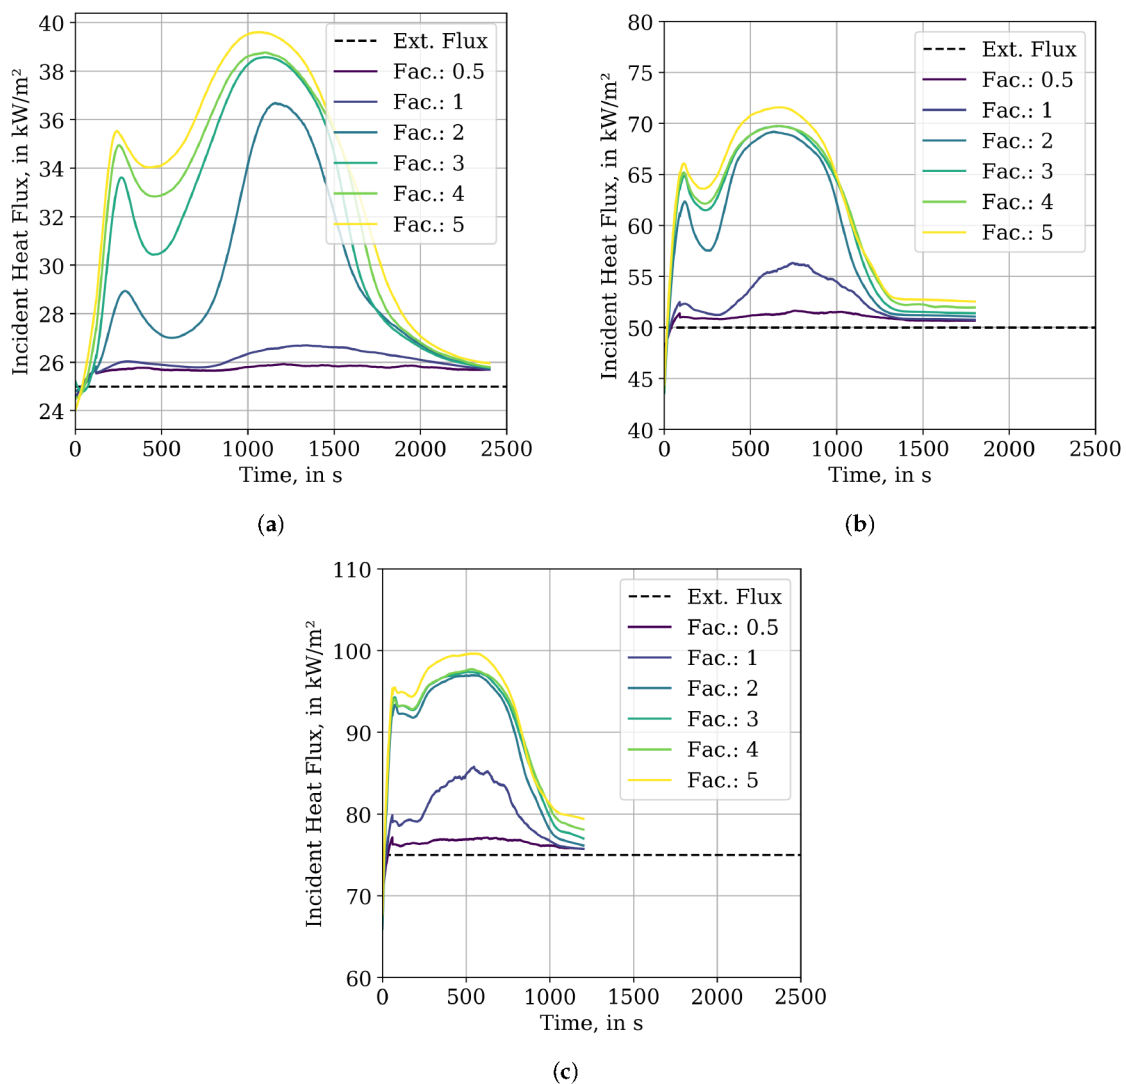 40
38
36
34
32
30
28
26
24
0 500 1000 1500 2000 2500
Incident Heat Flux, in kW/m²
Time, in s
Ext. Flux
Fac.: 0.5
Fac.: 1
Fac.: 2
Fac.: 3
Fac.: 4
Fac.: 5
(a)
80
75
70
65
60
55
50
45
40
0 500 1000 1500 2000 2500
Incident Heat Flux, in kW/m²
Time, in s
Ext. Flux
Fac.: 0.5
Fac.: 1
Fac.: 2
Fac.: 3
Fac.: 4
Fac.: 5
(b)
110
100
90
80
70
60
0 500 1000 1500 2000 2500
Incident Heat Flux, in kW/m²
Time, in s
Ext. Flux
Fac.: 0.5
Fac.: 1
Fac.: 2
Fac.: 3
Fac.: 4
Fac.: 5
(c)